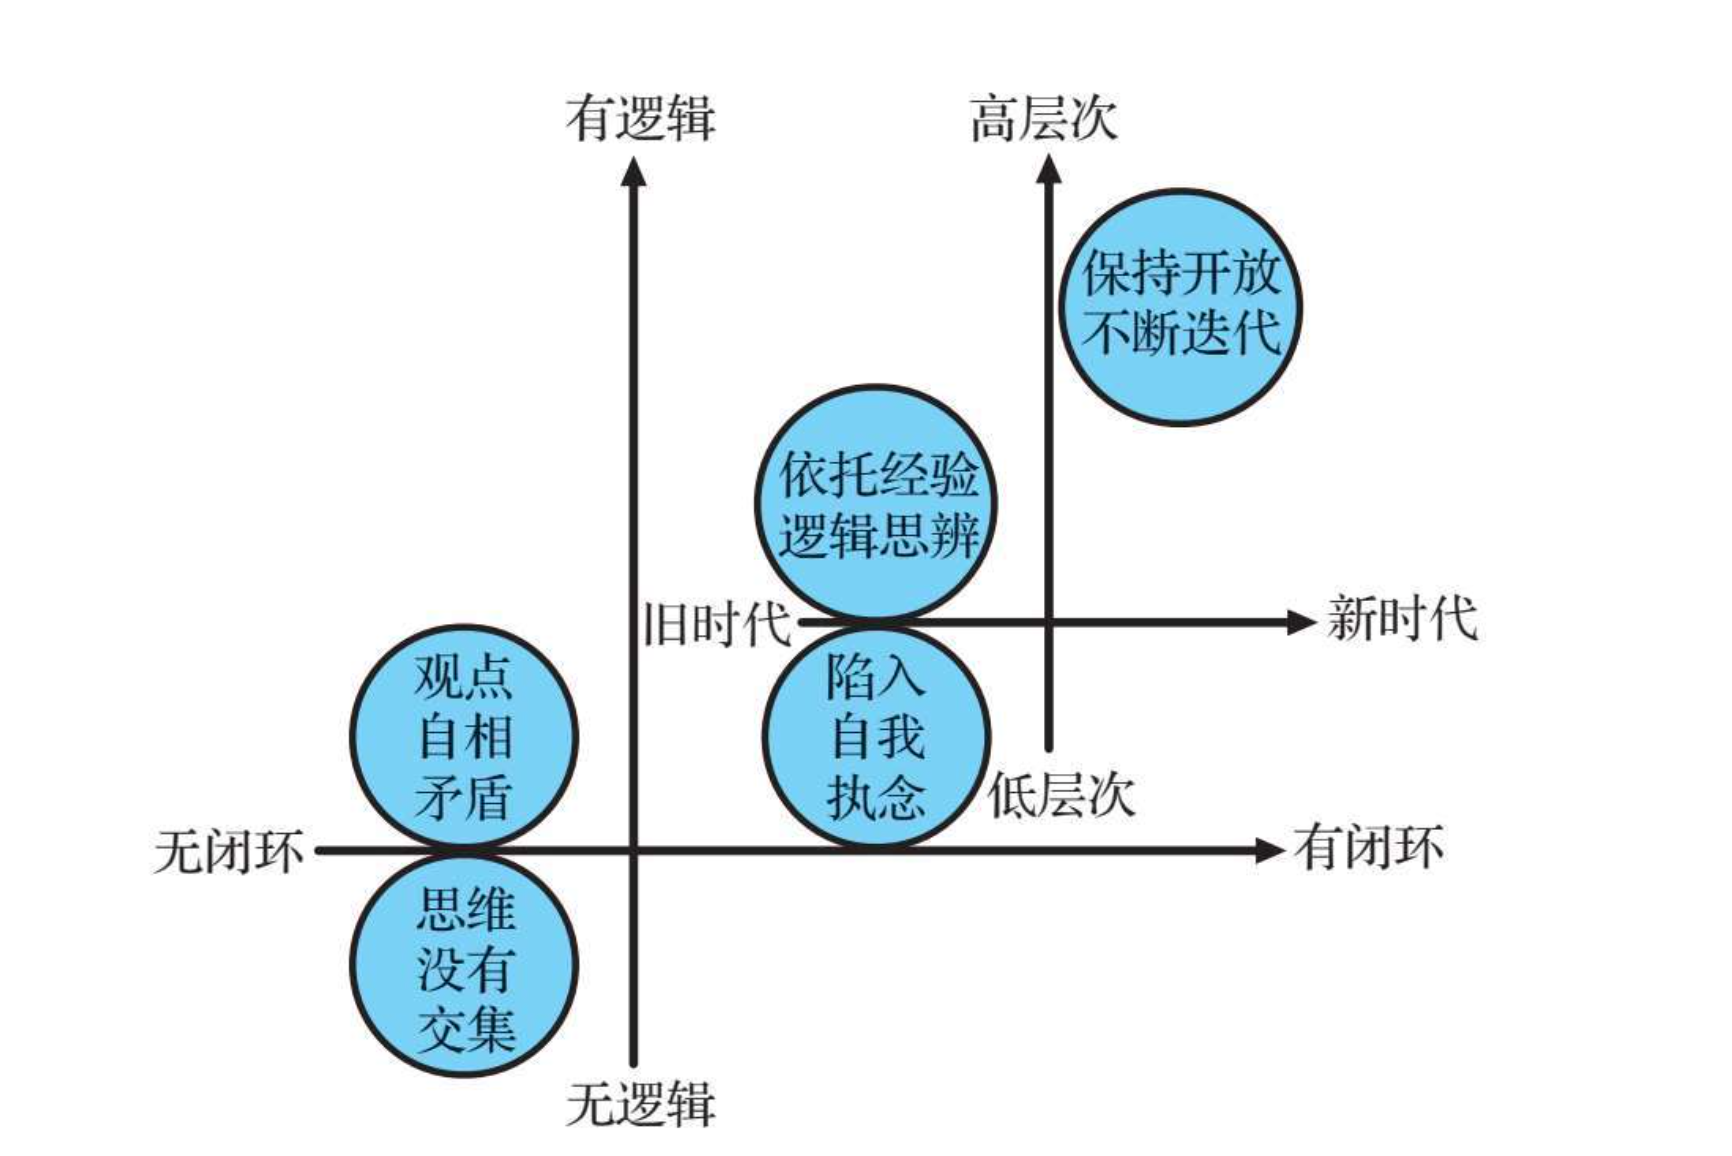 有逻辑
高层次
保持开放
不断迭代
依托经验
逻辑思辨
旧时代
新时代
观点
自相
矛盾
陷入
自我
执念
低层次
无闭环
有闭环
思维
没有
交集
无逻辑